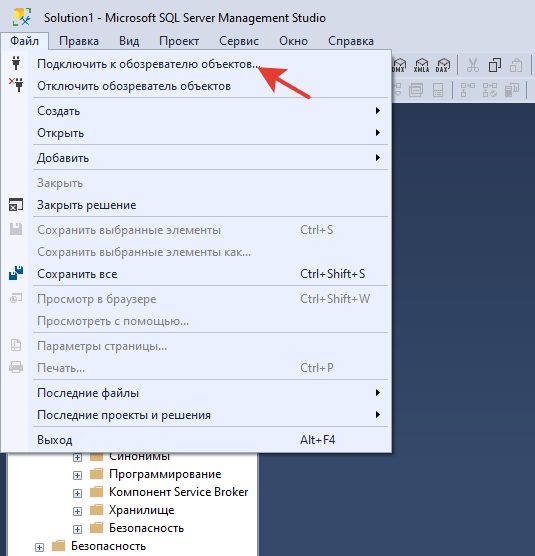 Solution1 - Microsoft SQL Server Management Studio
Файл Правка Вид Проект Сервис Окно Справка
Подключить к обозревателю объектов...
DMX XMLA DAX
Отключить обозреватель объектов
Создать
Открыть
Добавить
Закрыть
Закрыть решение
Сохранить выбранные элементы Ctrl+S
Сохранить выбранные элементы как...
Сохранить все Ctrl+Shift+S
Просмотр в браузере Ctrl+Shift+W
Просмотреть с помощью...
Параметры страницы...
Печать... Ctrl+P
Последние файлы
Последние проекты и решения
Выход Alt+F4
Синонимы
Программирование
Компонент Service Broker
Хранилище
Безопасность
Безопасность